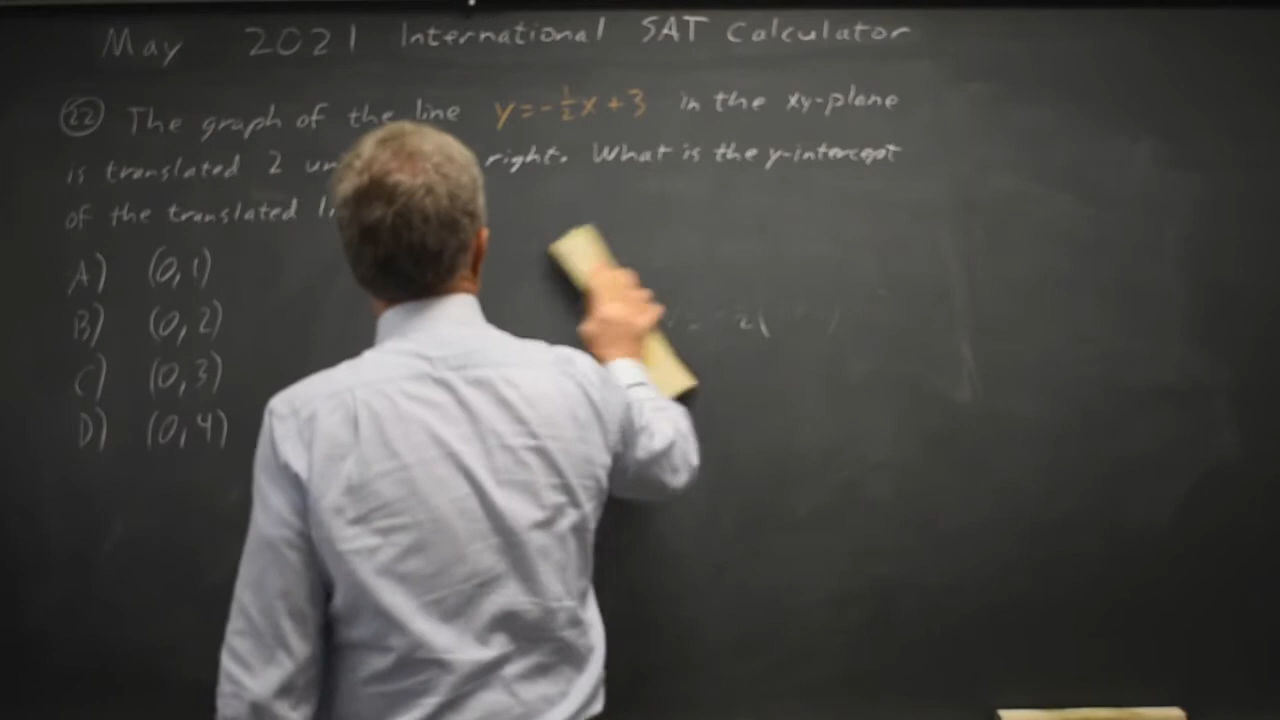 May 2021 International SAT Calculator
22 The graph of the line y=-1/2x+3 in the xy-plane
is translated 2 right. What is the y-intercept
of the translated
A) (0,1)
B) (0,2)
C) (0,3)
D) (0,4)